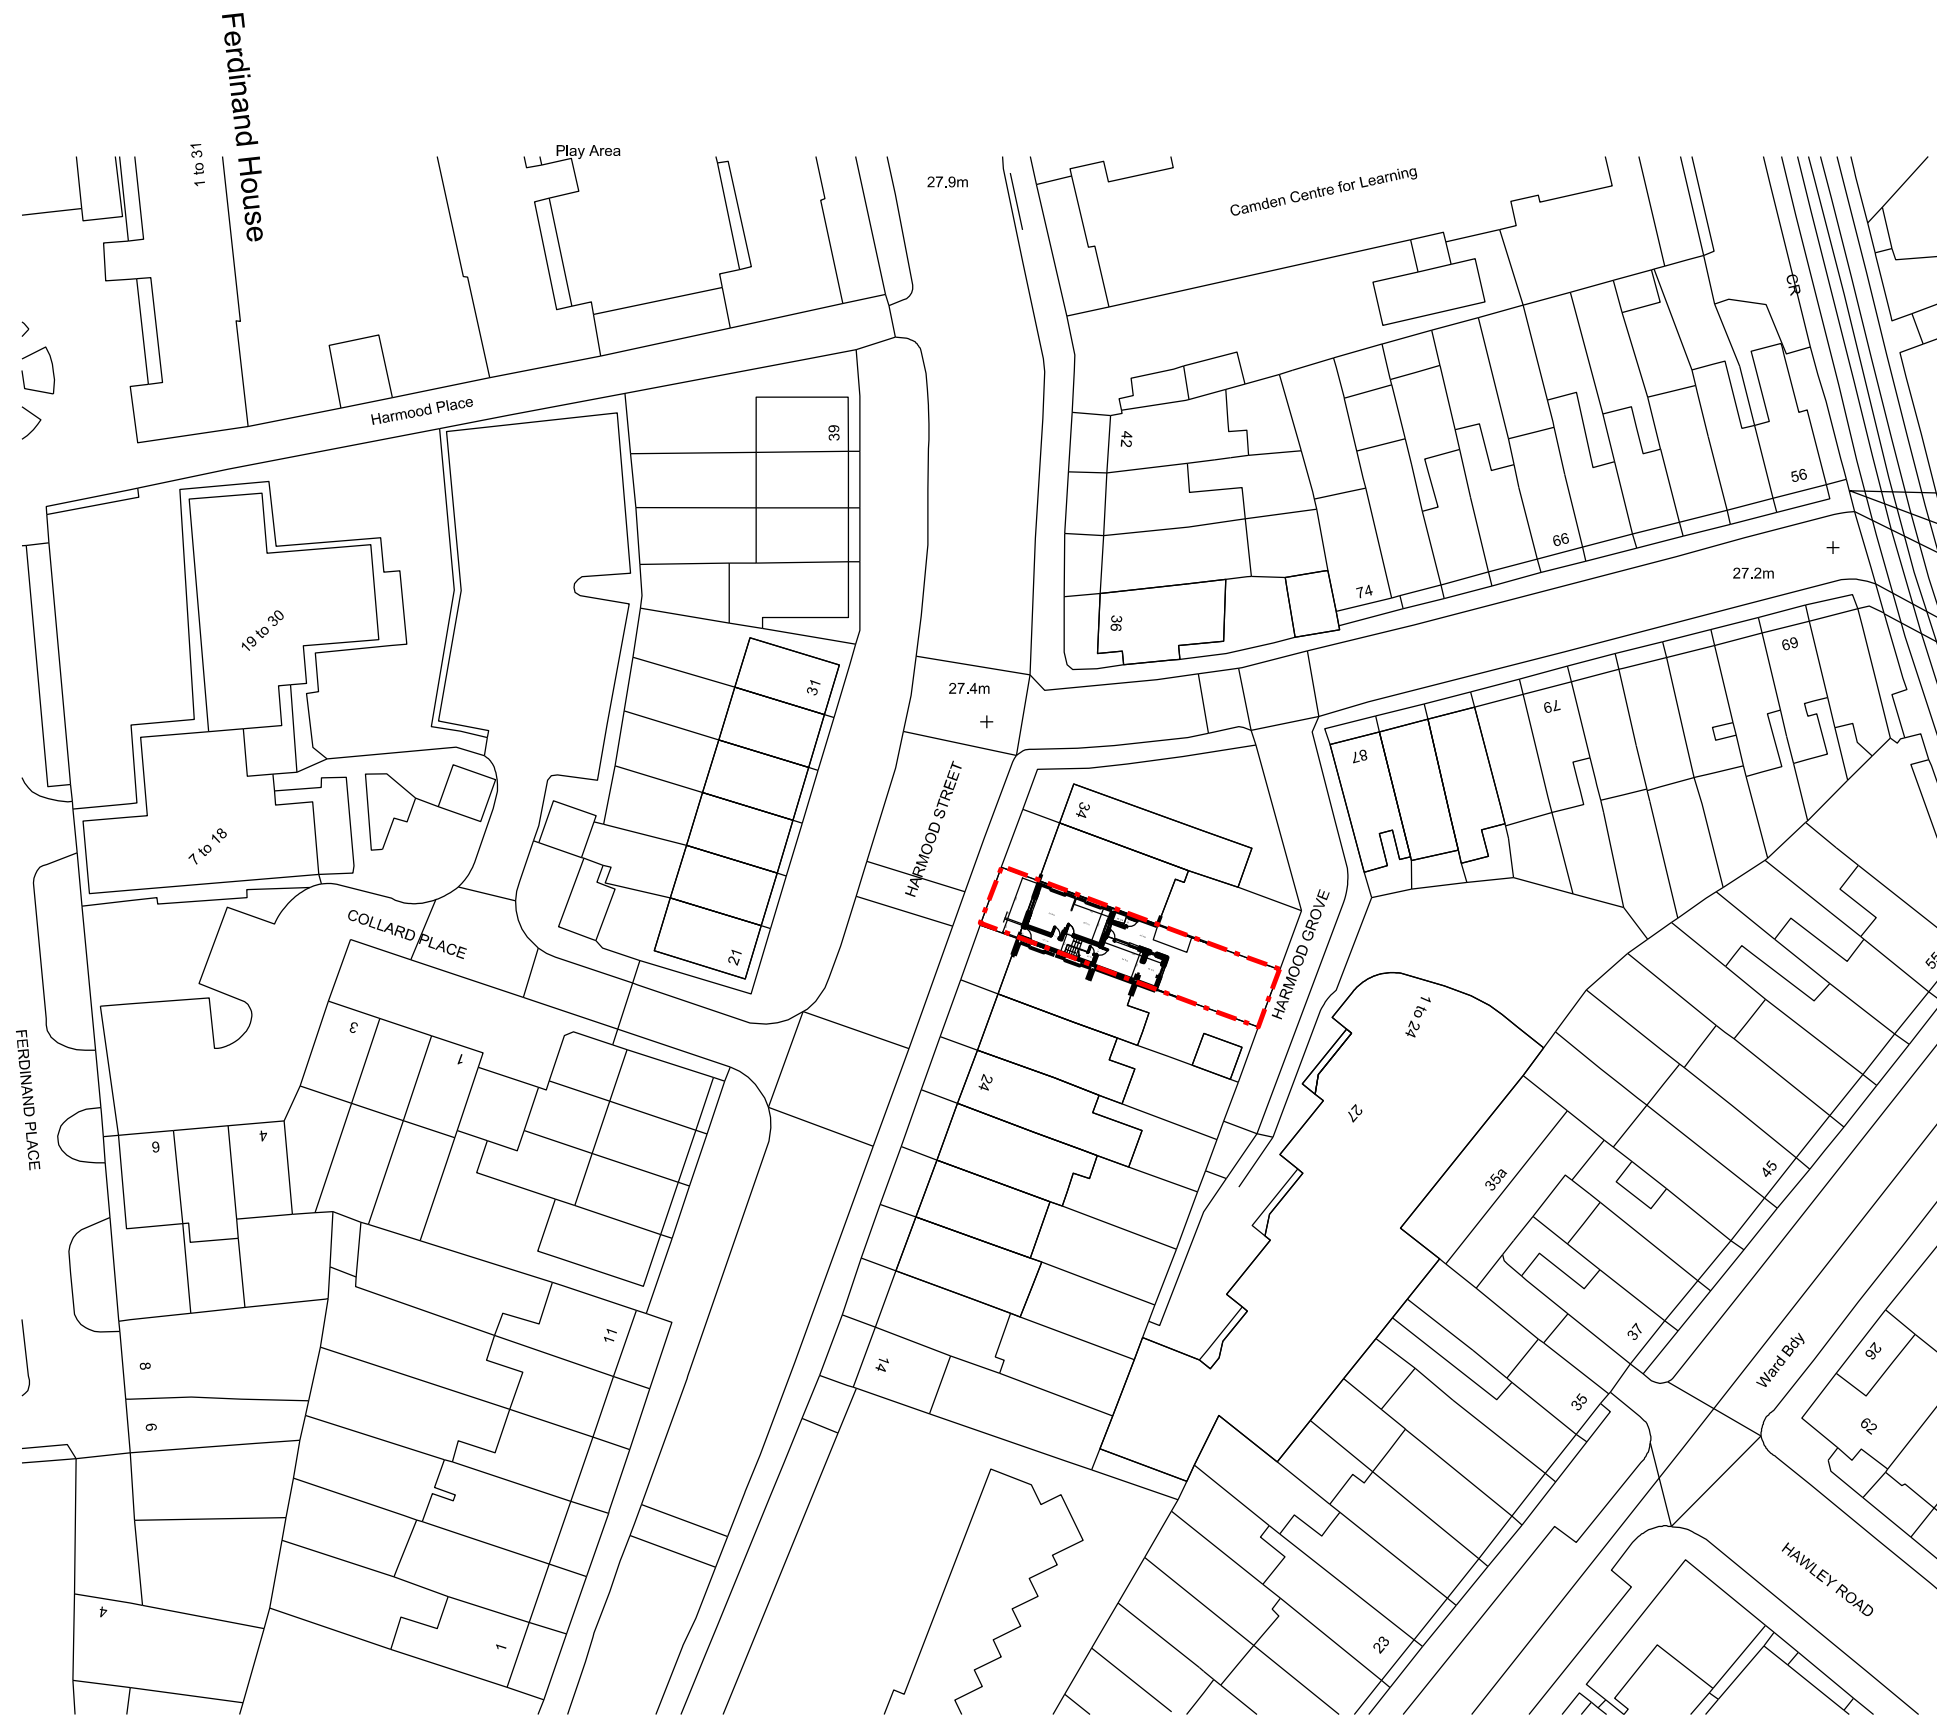 Ferdinand House
1 to 31
Play Area
27.9m
Camden Centre for Learning
CR
Harmood Place
39
42
56
66
74
27.2m
36
19 to 30
31
27.4m
69
79
87
HARMOOD STREET
34
7 to 18
HARMOOD GROVE
COLLARD PLACE
21
55
1 to 24
3
1
FERDINAND PLACE
24
27
9
4
35a
45
11
14
8
37
Ward Bdy
26
35
62
9
HAWLEY ROAD
4
1
23